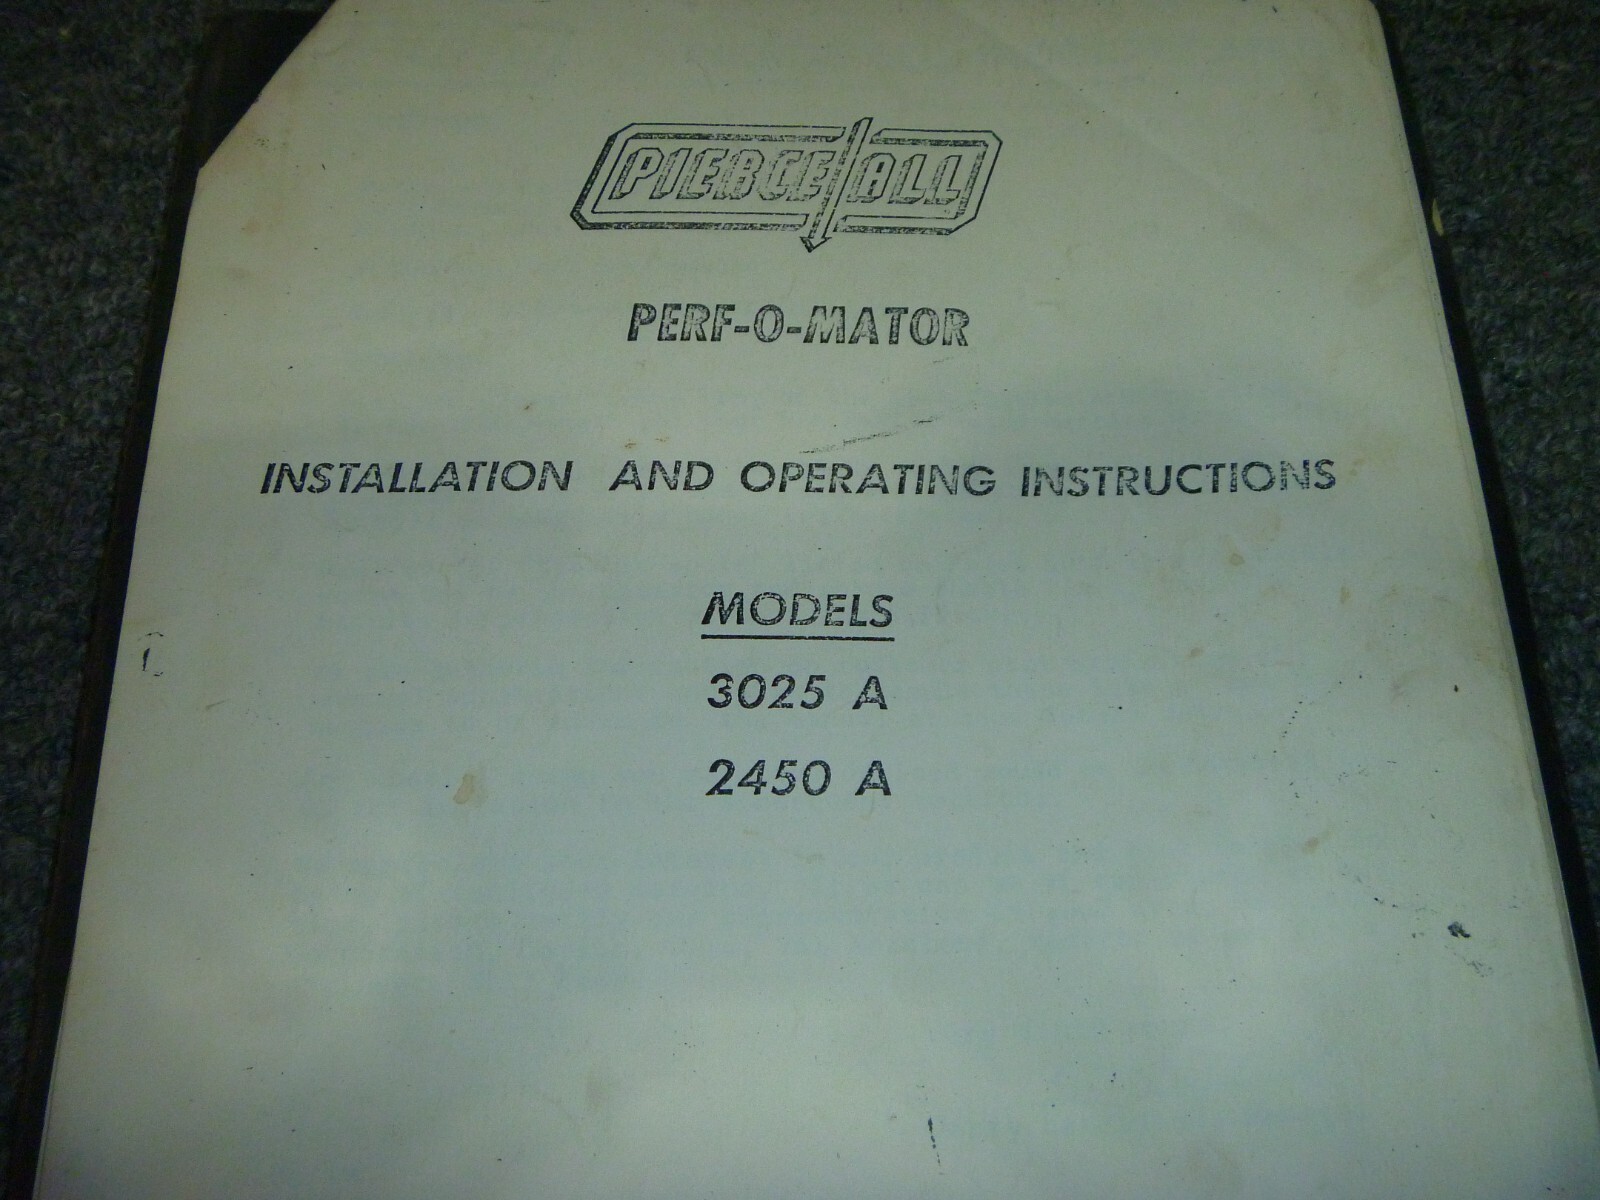 PIERCE ALL
PERF-O-MATOR
INSTALLATION AND OPERATING INSTRUCTIONS
MODELS
3025 A
2450 A